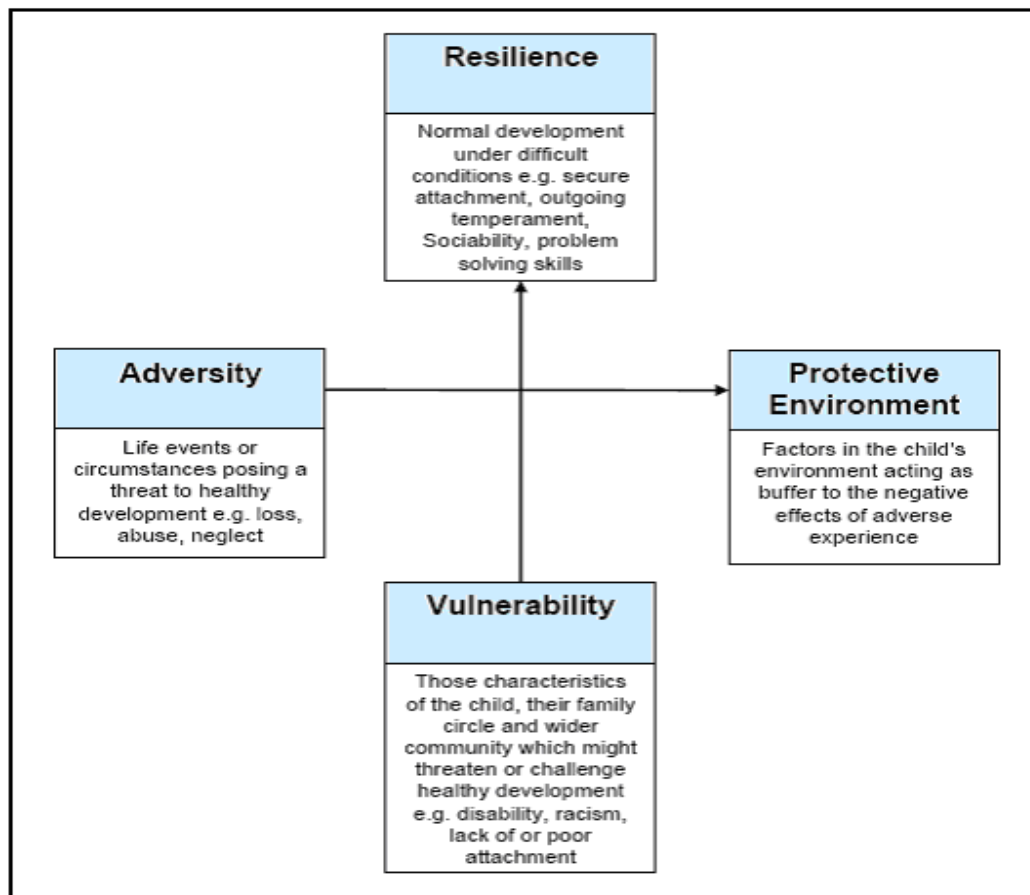 Resilience
Normal development
under difficult
conditions e.g. secure
attachment, outgoing
temperament,
Sociability, problem
solving skills
Adversity
Life events or
circumstances posing a
threat to healthy
development e.g. loss,
abuse, neglect
Protective
Environment
Factors in the child's
environment acting as
buffer to the negative
effects of adverse
experience
Vulnerability
Those characteristics
of the child, their family
circle and wider
community which might
threaten or challenge
healthy development
e.g. disability, racism,
lack of or poor
attachment